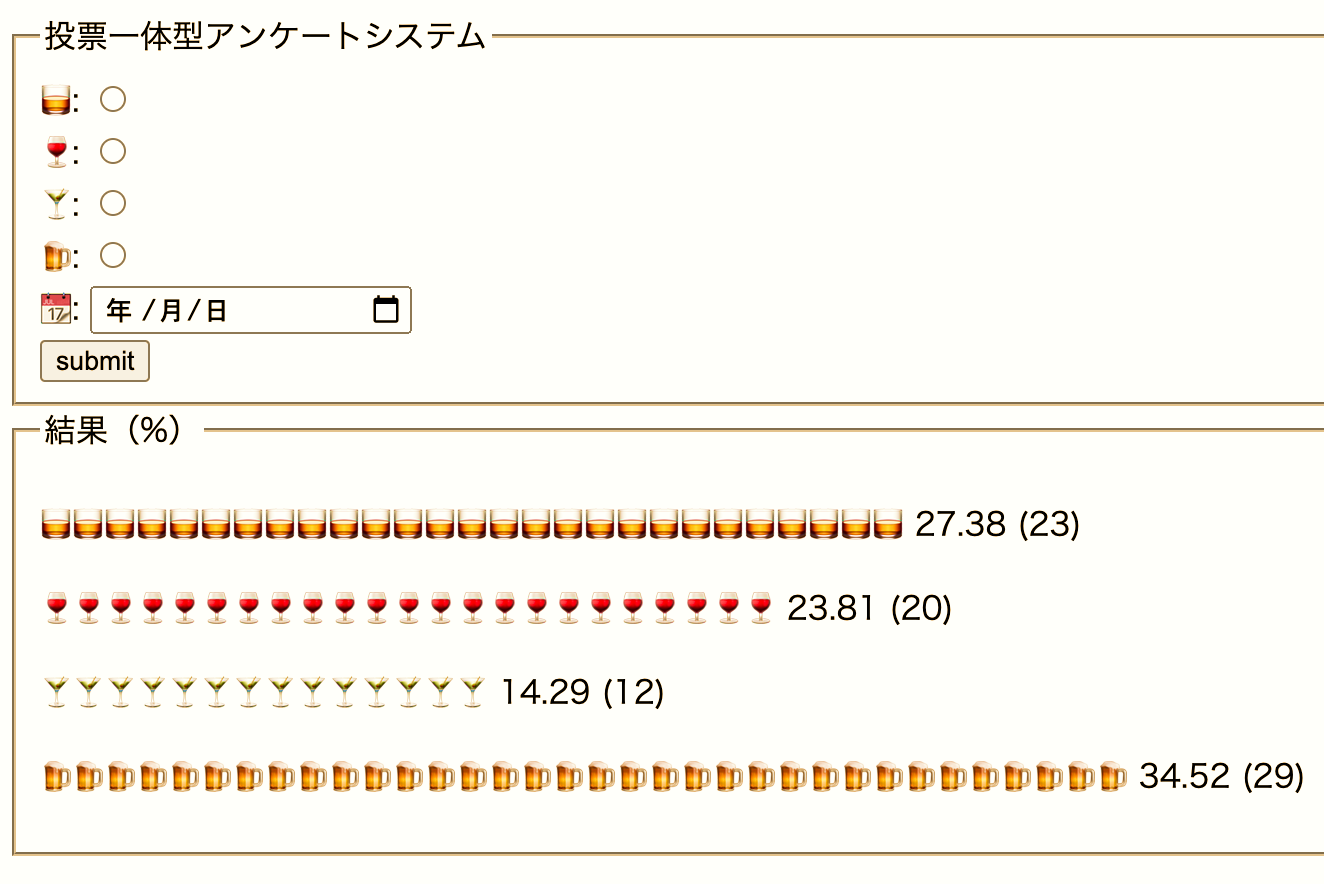 投票一体型アンケートシステム
🥃:
🍷:
🍸:
🍺:
📅: 年 /月/日
submit
結果（%）
27.38 (23)
23.81 (20)
14.29 (12)
34.52 (29)